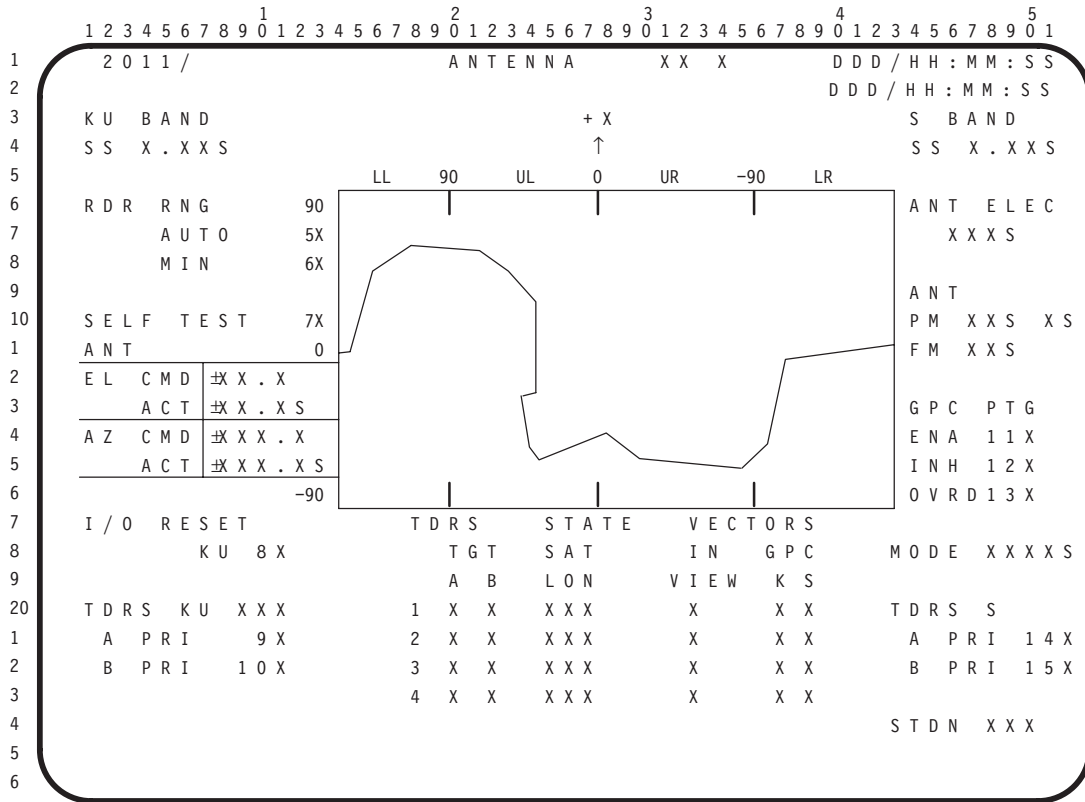 1 2 3 4 5
1 2 3 4 5 6 7 8 9 0 1 2 3 4 5 6 7 8 9 0 1 2 3 4 5 6 7 8 9 0 1 2 3 4 5 6 7 8 9 0 1 2 3 4 5 6 7 8 9 0 1
1 2011/ ANTENNA XX X DDD/HH:MM:SS
2 DDD/HH:MM:SS
3 KU BAND +X S BAND
4 SS X.XXS ↑ SS X.XXS
5 LL 90 UL 0 UR −90 LR
6 RDR RNG 90 ANT ELEC
7 AUTO 5X XXXS
8 MIN 6X
9 ANT
10 SELF TEST 7X PM XXS XS
1 ANT 0 FM XXS
2 EL CMD ±XX.X
3 ACT ±XX.XS GPC PTG
4 AZ CMD ±XXX.X ENA 11X
5 ACT ±XXX.XS INH 12X
6 −90 OVRD13X
7 I/O RESET TDRS STATE VECTORS
8 KU 8X TGT SAT IN GPC MODE XXXXS
9 A B LON VIEW K S
20 TDRS KU XXX 1 X X XXX X X X TDRS S
1 A PRI 9X 2 X X XXX X X X A PRI 14X
2 B PRI 10X 3 X X XXX X X X B PRI 15X
3 4 X X XXX X X X
4 STDN XXX
5
6